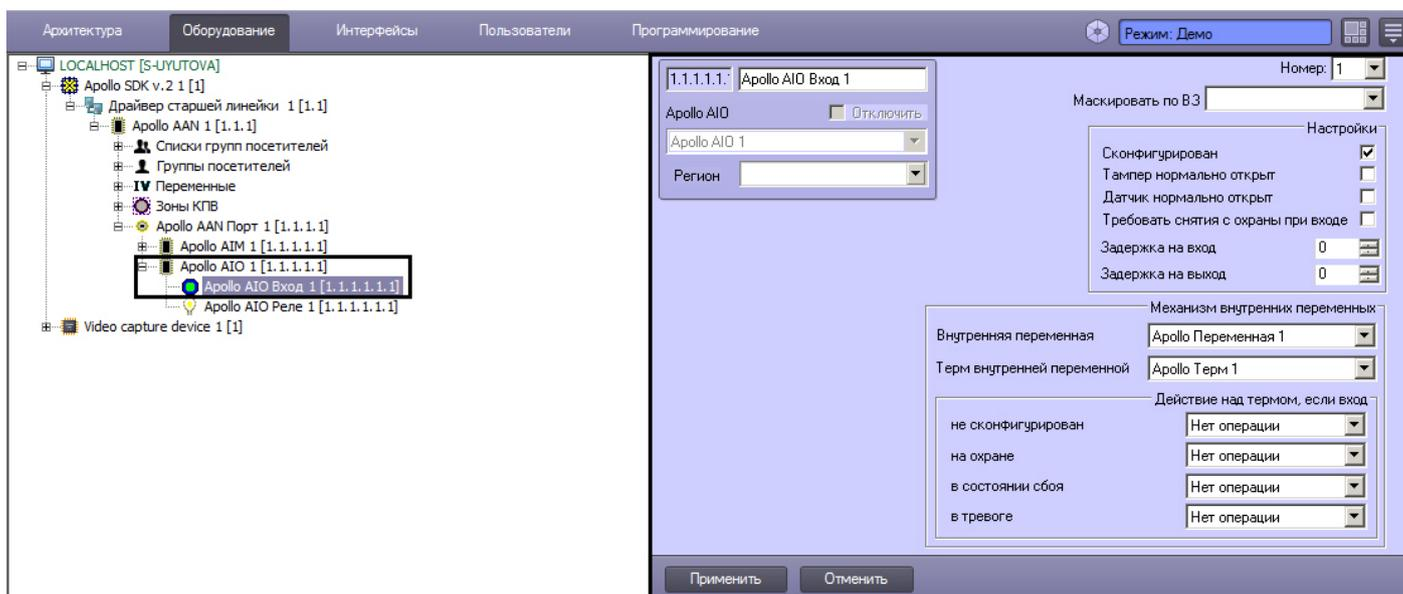 Архитектура Оборудование Интерфейсы Пользователи Программирование Режим: Демо
LOCALHOST [S-UYUTOVA]
Apollo SDK v.2 1 [1]
Драйвер старшей линейки 1 [1.1]
Apollo AAN 1 [1.1.1]
Списки групп посетителей
Группы посетителей
IV Переменные
Зоны КПВ
Apollo AAN Порт 1 [1.1.1.1]
Apollo AIM 1 [1.1.1.1.1]
Apollo AIO 1 [1.1.1.1.1]
Apollo AIO Вход 1 [1.1.1.1.1.1]
Apollo AIO Реле 1 [1.1.1.1.1.1]
Video capture device 1 [1]
1.1.1.1.1. Apollo AIO Вход 1
Apollo AIO Отключить
Apollo AIO 1
Регион
Номер: 1
Маскировать по ВЗ
Настройки
Сконфигурирован
Тампер нормально открыт
Датчик нормально открыт
Требовать снятия с охраны при входе
Задержка на вход 0
Задержка на выход 0
Механизм внутренних переменных
Внутренняя переменная Apollo Переменная 1
Терм внутренней переменной Apollo Терм 1
Действие над термом, если вход
не сконфигурирован Нет операции
на охране Нет операции
в состоянии сбоя Нет операции
в тревоге Нет операции
Применить Отменить